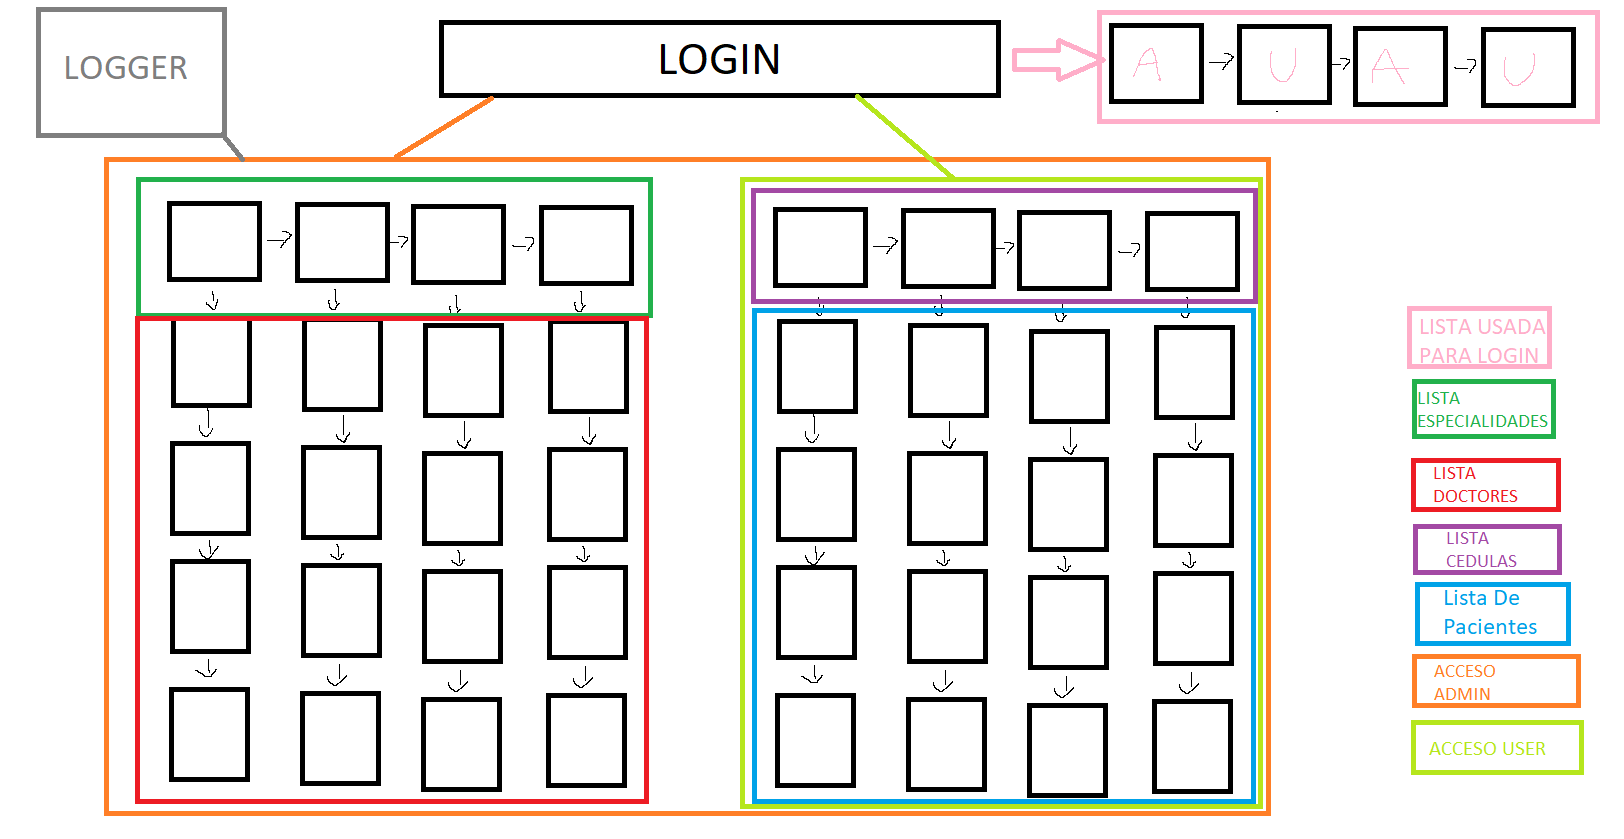 LOGGER
LOGIN
A
U
A
U
LISTA USADA
PARA LOGIN
LISTA
ESPECIALIDADES
LISTA
DOCTORES
LISTA
CEDULAS
Lista De
Pacientes
ACCESO
ADMIN
ACCESO USER